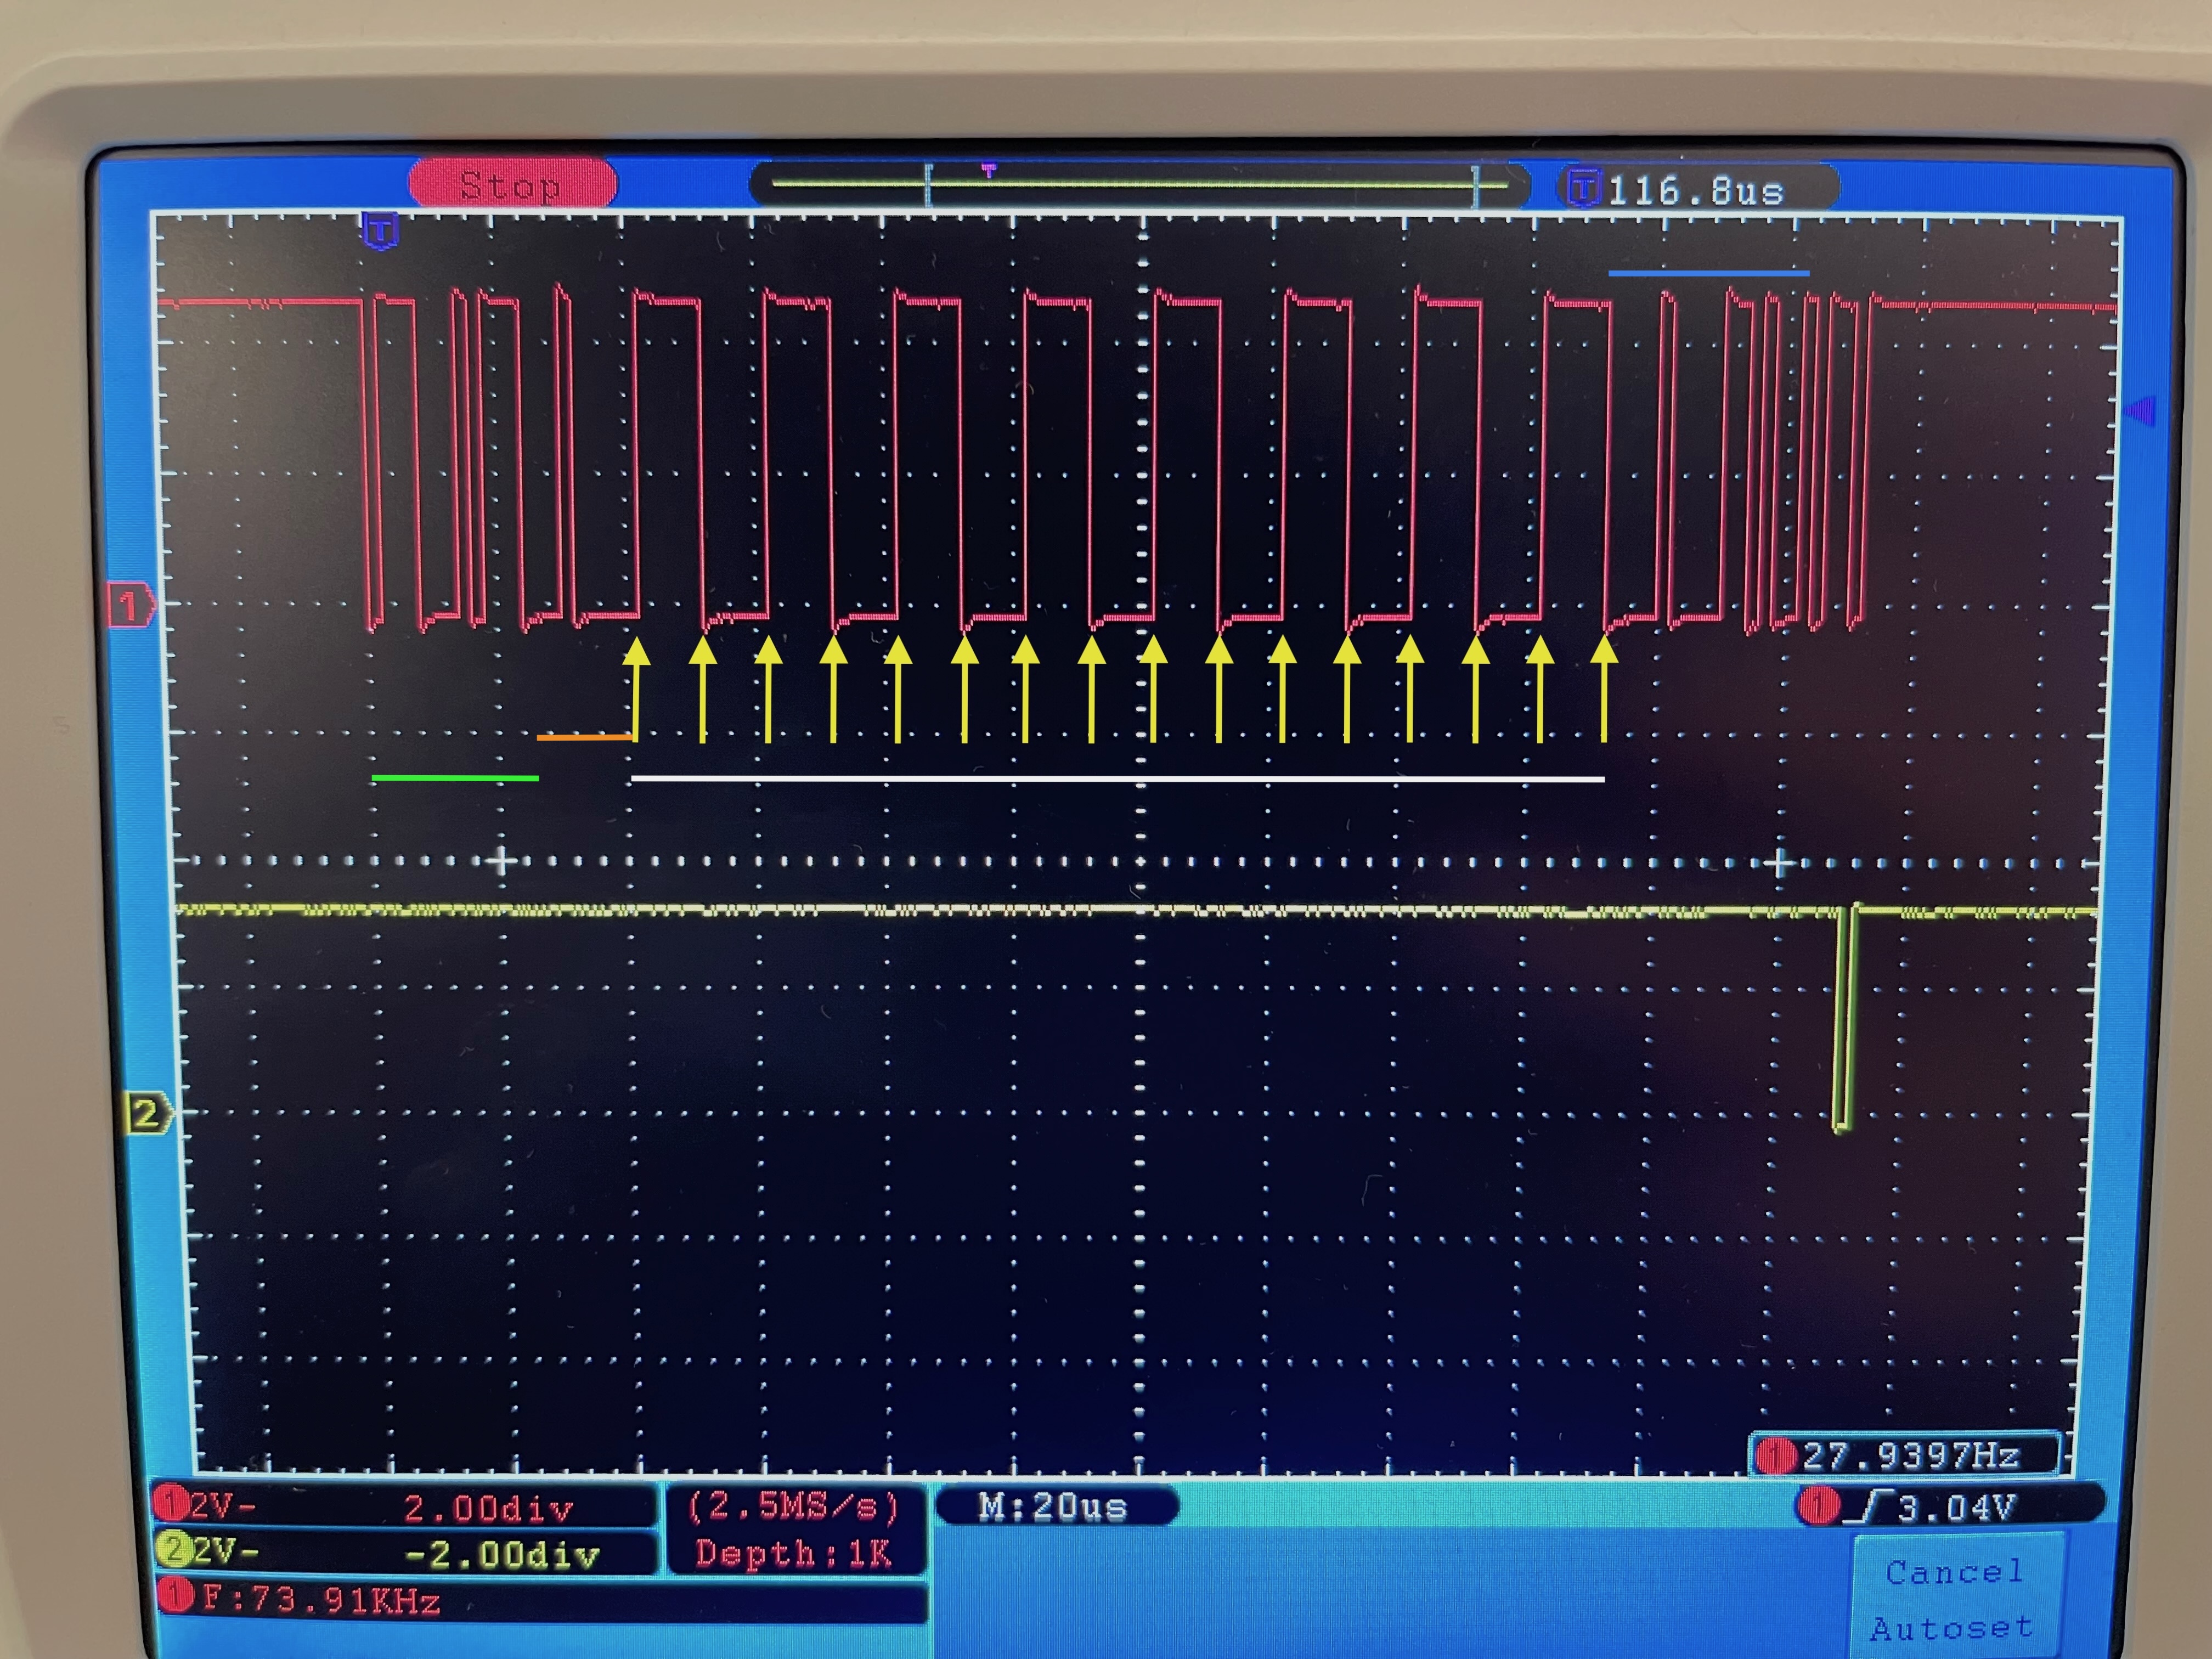 Stop
T
T 116.8us
T
1
2
1 27.9397Hz
1 2V- 2.00div
(2.5MS/s)
M:20us
1 3.04V
2 2V- -2.00div
Depth:1K
1 F:73.91KHz
Cancel
Autoset